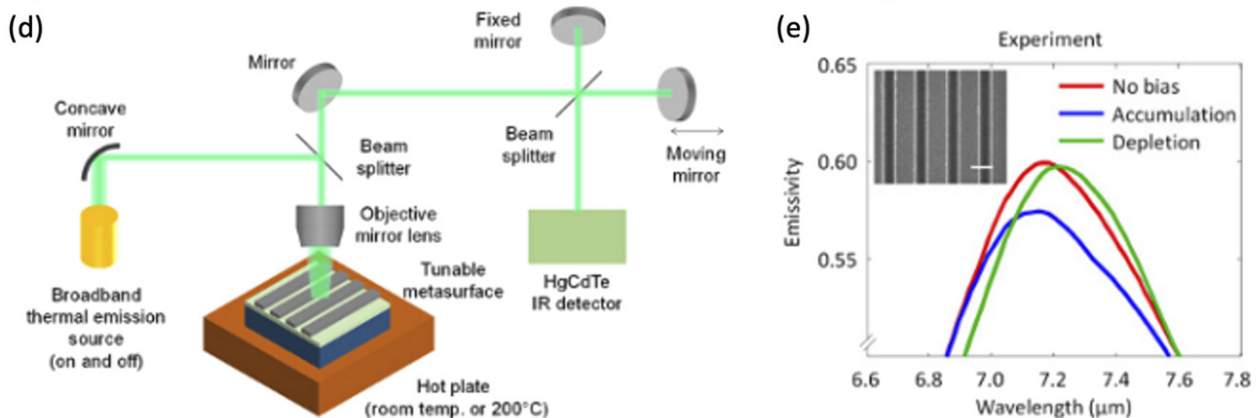 (d)
Fixed
mirror
Mirror
Concave
mirror
Beam
splitter
Beam
splitter
Moving
mirror
Objective
mirror lens
Tunable
metasurface
HgCdTe
IR detector
Broadband
thermal emission
source
(on and off)
Hot plate
(room temp. or 200°C)
(e)
Experiment
No bias
Accumulation
Depletion
Emissivity
0.65
0.60
0.55
6.6 6.8 7.0 7.2 7.4 7.6 7.8
Wavelength (μm)